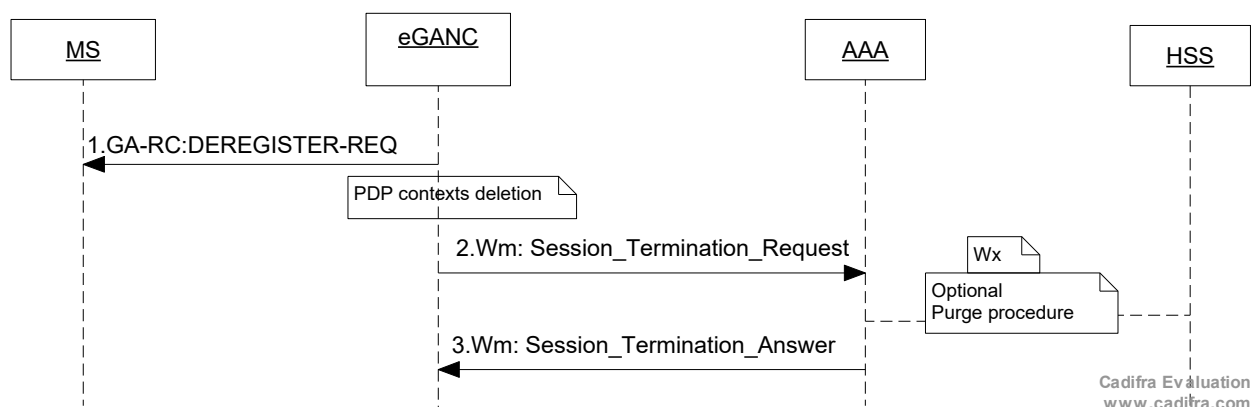 MS
eGANC
AAA
HSS
1.GA-RC:DEREGISTER-REQ
PDP contexts deletion
2.Wm: Session_Termination_Request
Wx
Optional
Purge procedure
3.Wm: Session_Termination_Answer
Cadifra Evaluation
www.cadifra.com